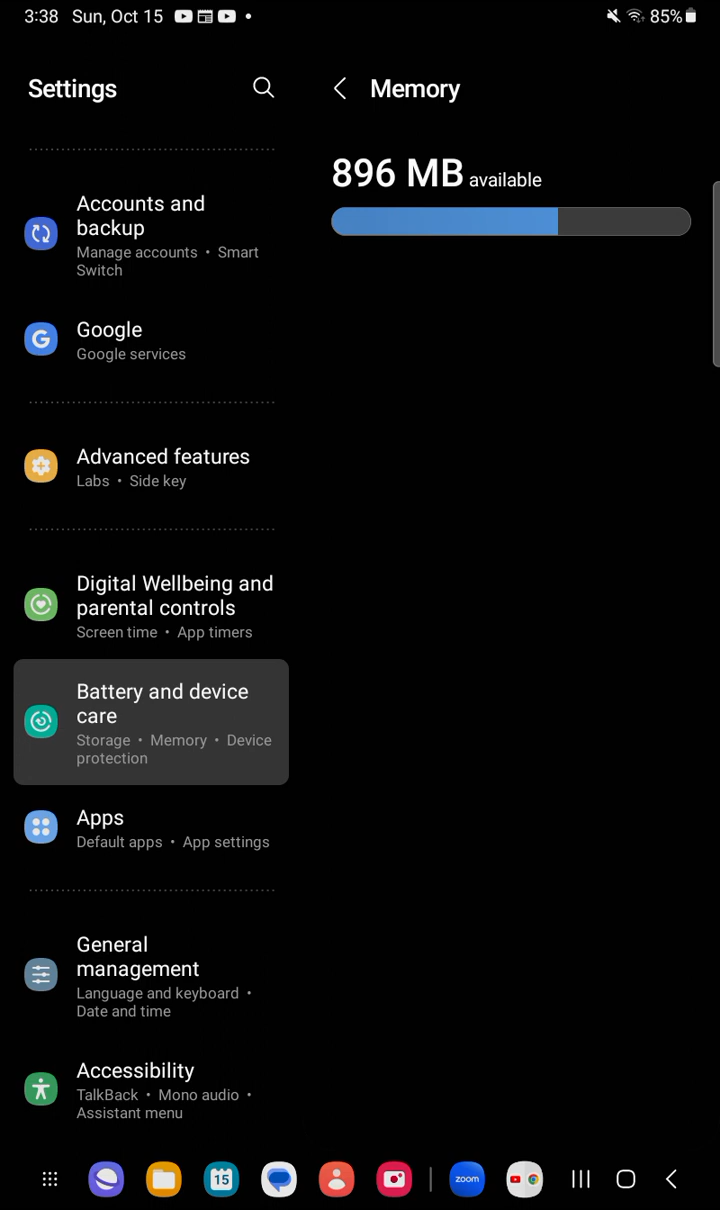 3:38 Sun, Oct 15 85%
Settings
Memory
896 MB available
Accounts and
backup
Manage accounts • Smart
Switch
Google
Google services
Advanced features
Labs • Side key
Digital Wellbeing and
parental controls
Screen time • App timers
Battery and device
care
Storage • Memory • Device
protection
Apps
Default apps • App settings
General
management
Language and keyboard •
Date and time
Accessibility
TalkBack • Mono audio •
Assistant menu
15
zoom